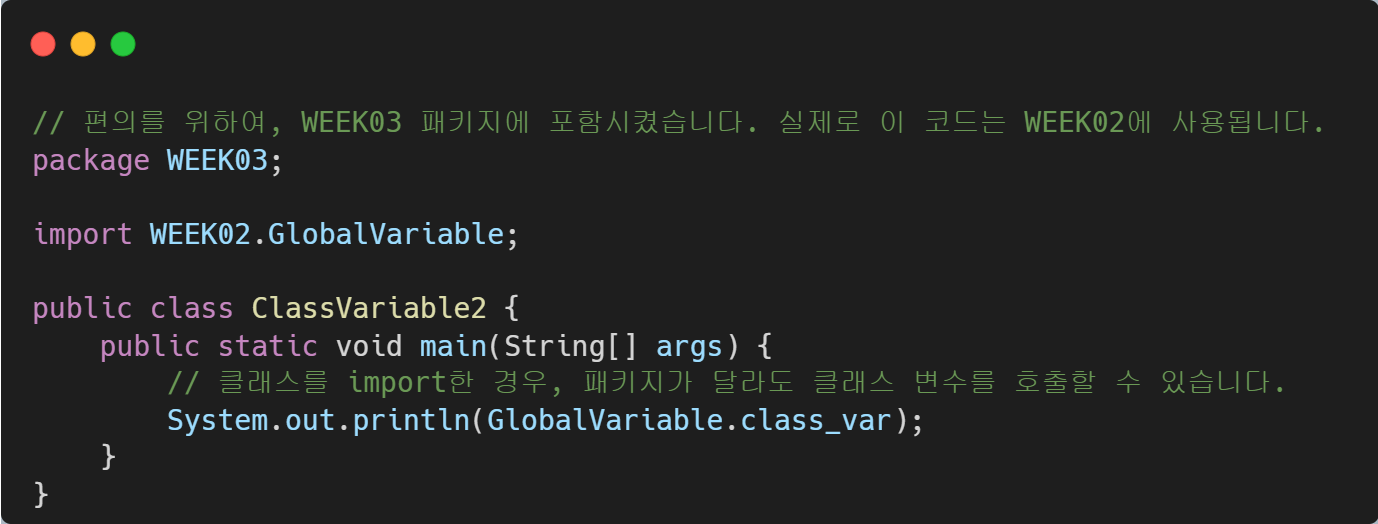 // 편의를 위하여, WEEK03 패키지에 포함시켰습니다. 실제로 이 코드는 WEEK02에 사용됩니다.
package WEEK03;
import WEEK02.GlobalVariable;
public class ClassVariable2 {
    public static void main(String[] args) {
        // 클래스를 import한 경우, 패키지가 달라도 클래스 변수를 호출할 수 있습니다.
        System.out.println(GlobalVariable.class_var);
    }
}